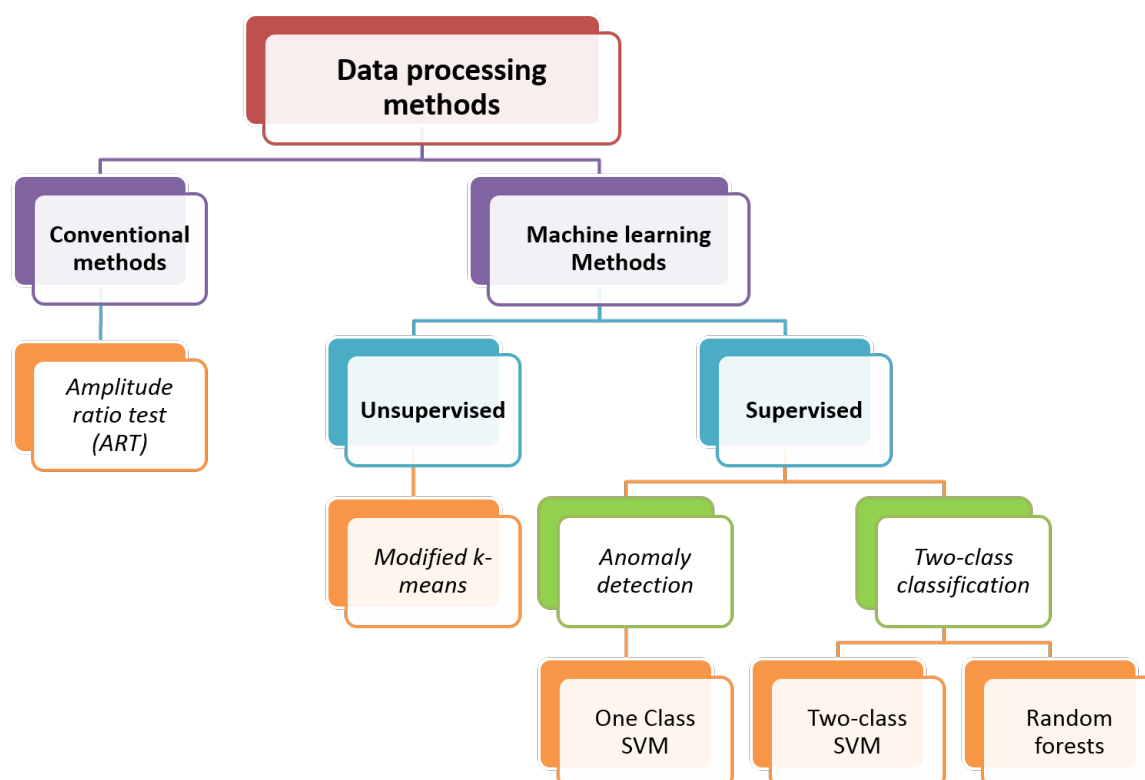 Data processing
methods
Conventional
methods
Machine learning
Methods
Amplitude
ratio test
(ART)
Unsupervised
Supervised
Modified k-
means
Anomaly
detection
Two-class
classification
One Class
SVM
Two-class
SVM
Random
forests